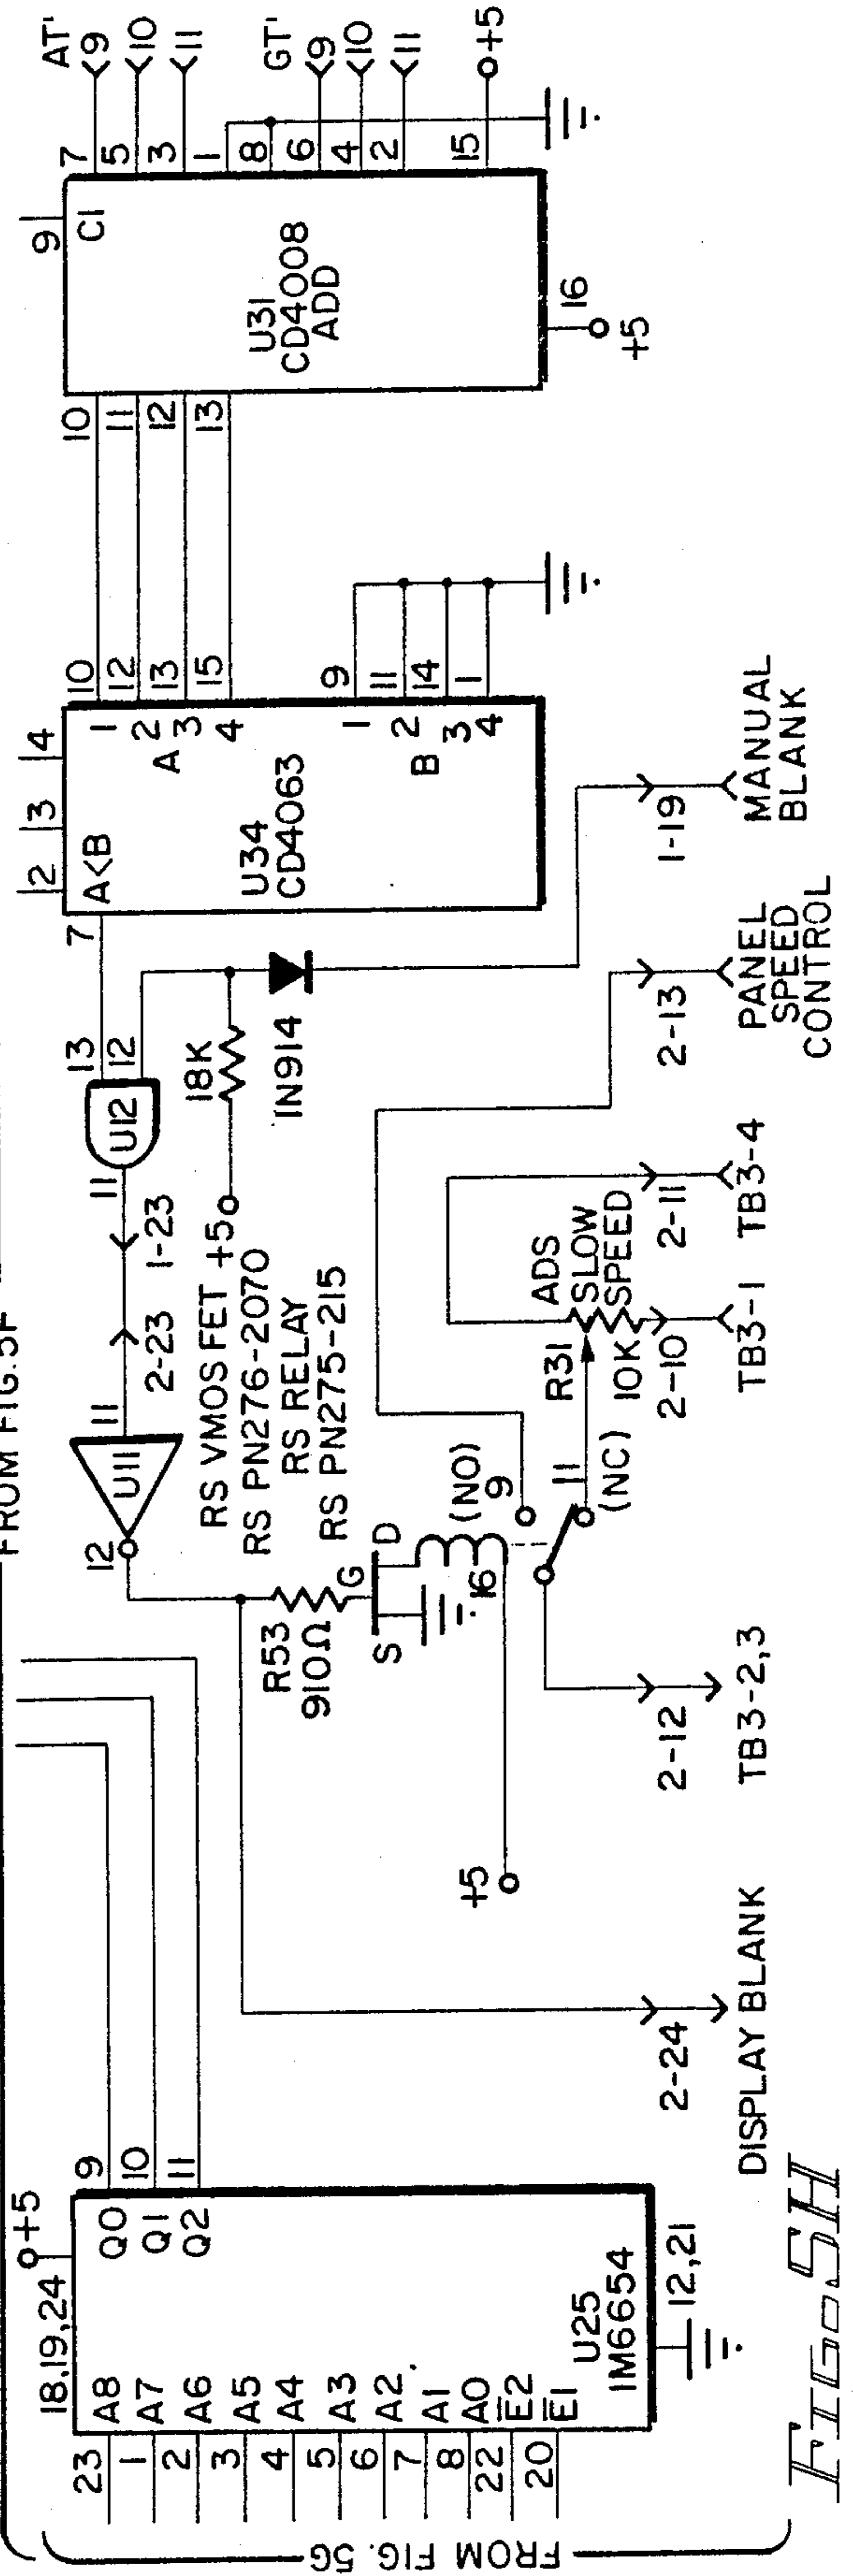 FROM FIG. 5F
FROM FIG. 5G
18,19,24
+5
23 A8
1 A7
2 A6
3 A5
4 A4
5 A3
6 A2
7 A1
8 A0
22 E2
20 E1
Q0 9
Q1 10
Q2 11
U25
IM6654
12,21
2-24
DISPLAY BLANK
12
U11
11
2-23
1-23
11
U12
13
12
RS VMOS FET
RS PN276-2070
RS RELAY
RS PN275-215
+5
18K
1N914
R53
910Ω
G
S
D
16
+5
(NO)
9
11
(NC)
2-12
TB3-2,3
R31
10K
ADS
SLOW
SPEED
2-10
TB3-1
2-11
TB3-4
2-13
PANEL
SPEED
CONTROL
1-19
MANUAL
BLANK
7
2
3
4
A<B
U34
CD4063
1
2
A
3
4
B
1
2
3
4
10
12
13
15
9
11
14
1
10
11
12
13
9
CI
U31
CD4008
ADD
16
+5
7
5
3
1
8
6
4
2
15
AT'
9
10
11
GT'
9
10
11
+5
FIG. 5H